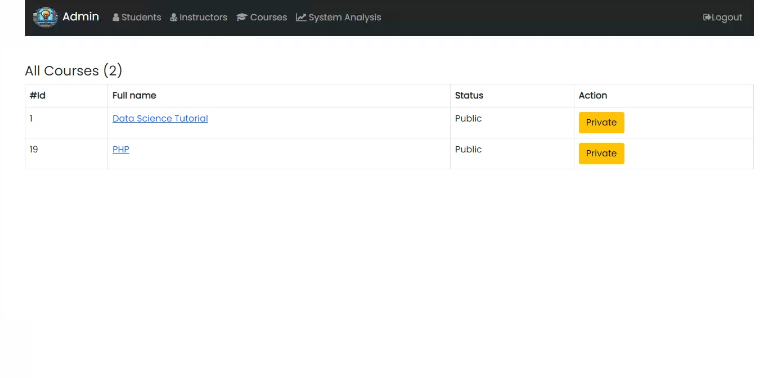 Admin Students Instructors Courses System Analysis Logout
All Courses (2)
#Id Full name Status Action
1 Data Science Tutorial Public Private
19 PHP Public Private